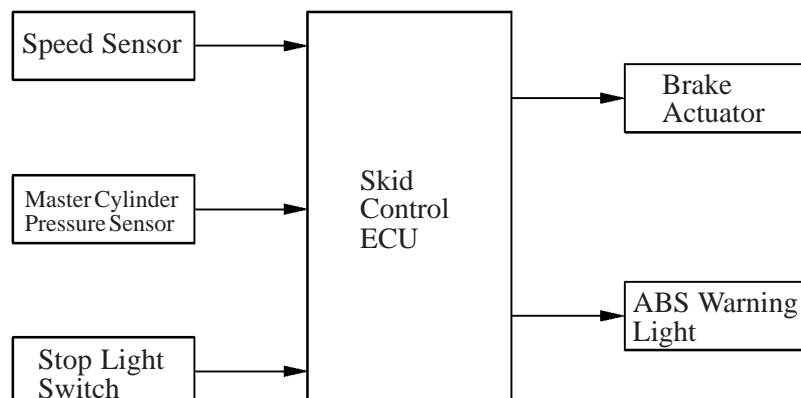 Speed Sensor
Master Cylinder
Pressure Sensor
Stop Light
Switch
Skid
Control
ECU
Brake
Actuator
ABS Warning
Light